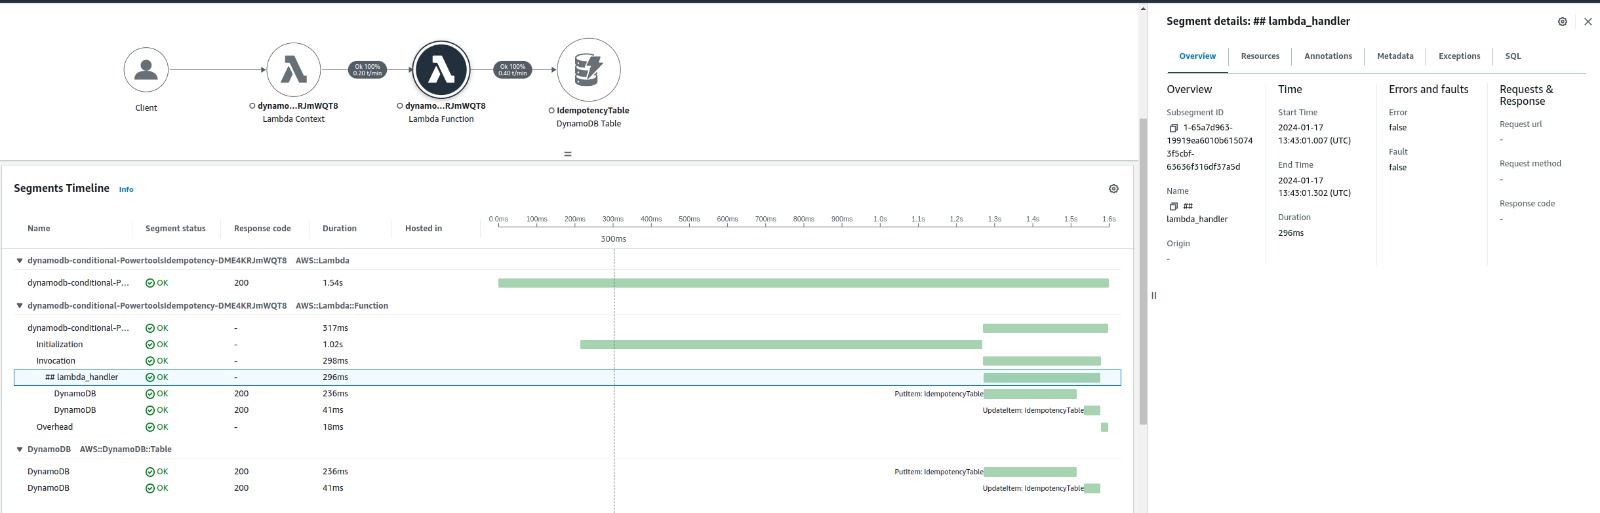 Ok 100%
0.20 t/min
Ok 100%
0.40 t/min
Client
dynamo...RJmWQT8
Lambda Context
dynamo...RJmWQT8
Lambda Function
IdempotencyTable
DynamoDB Table
Segments Timeline Info
Name Segment status Response code Duration Hosted in
0.0ms 100ms 200ms 300ms 400ms 500ms 600ms 700ms 800ms 900ms 1.0s 1.1s 1.2s 1.3s 1.4s 1.5s 1.6s
300ms
dynamodb-conditional-PowertoolsIdempotency-DME4KRJmWQT8 AWS::Lambda
dynamodb-conditional-P... OK 200 1.54s
dynamodb-conditional-PowertoolsIdempotency-DME4KRJmWQT8 AWS::Lambda::Function
dynamodb-conditional-P... OK - 317ms
Initialization OK - 1.02s
Invocation OK - 298ms
## lambda_handler OK - 296ms
DynamoDB OK 200 236ms PutItem: IdempotencyTable
DynamoDB OK 200 41ms UpdateItem: IdempotencyTable
Overhead OK - 18ms
DynamoDB AWS::DynamoDB::Table
DynamoDB OK 200 236ms PutItem: IdempotencyTable
DynamoDB OK 200 41ms UpdateItem: IdempotencyTable
Segment details: ## lambda_handler
Overview Resources Annotations Metadata Exceptions SQL
Overview
Subsegment ID
1-65a7d963-
19919ea6010b615074
3f5cbf-
63636f316df37a5d
Name
##
lambda_handler
Origin
-
Time
Start Time
2024-01-17
13:43:01.007 (UTC)
End Time
2024-01-17
13:43:01.302 (UTC)
Duration
296ms
Errors and faults
Error
false
Fault
false
Requests &
Response
Request url
-
Request method
-
Response code
-